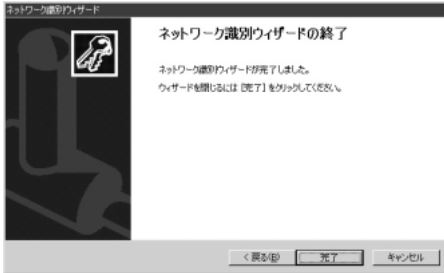 ネットワーク識別ウィザード
ネットワーク識別ウィザードの終了
ネットワーク識別ウィザードが完了しました。
ウィザードを閉じるには [完了] をクリックしてください。
< 戻る(B)
完了
キャンセル